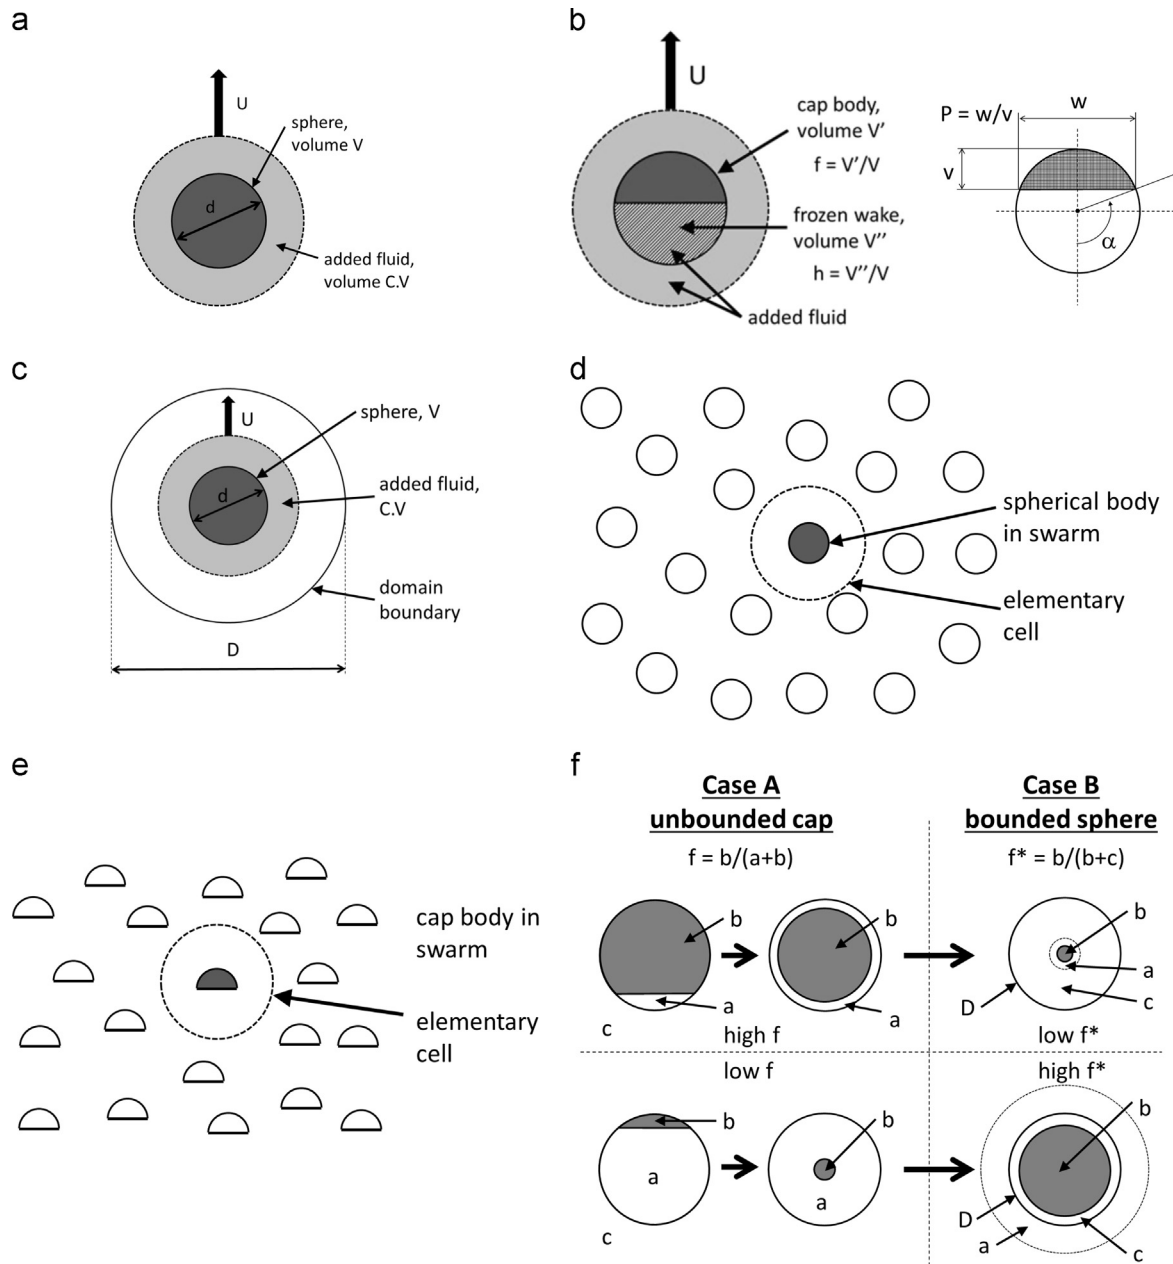 a
U
sphere,
volume V
d
added fluid,
volume C.V
b
U
cap body,
volume V'
f = V'/V
frozen wake,
volume V''
h = V''/V
added fluid
P = w/v
w
v
α
c
U
sphere, V
d
added fluid,
C.V
domain
boundary
D
d
spherical body
in swarm
elementary
cell
e
cap body in
swarm
elementary
cell
f
Case A
unbounded cap
f = b/(a+b)
Case B
bounded sphere
f* = b/(b+c)
b
a
c
b
a
high f
b
a
c
D
low f*
low f
high f*
b
a
c
b
a
b
D
a
c